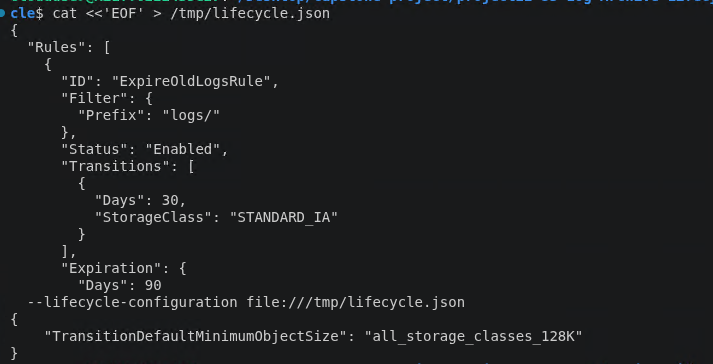 cle$ cat <<'EOF' > /tmp/lifecycle.json
{
  "Rules": [
    {
      "ID": "ExpireOldLogsRule",
      "Filter": {
        "Prefix": "logs/"
      },
      "Status": "Enabled",
      "Transitions": [
        {
          "Days": 30,
          "StorageClass": "STANDARD_IA"
        }
      ],
      "Expiration": {
        "Days": 90
  --lifecycle-configuration file:///tmp/lifecycle.json
{
    "TransitionDefaultMinimumObjectSize": "all_storage_classes_128K"
}